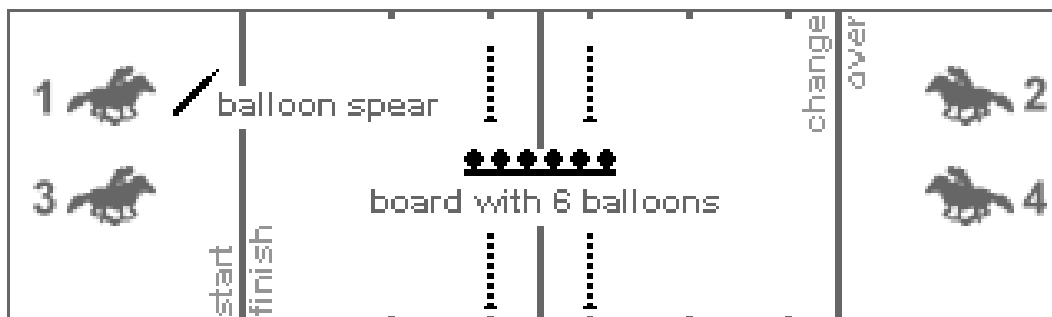 1
balloon spear
change
over
2
3
board with 6 balloons
4
start
finish